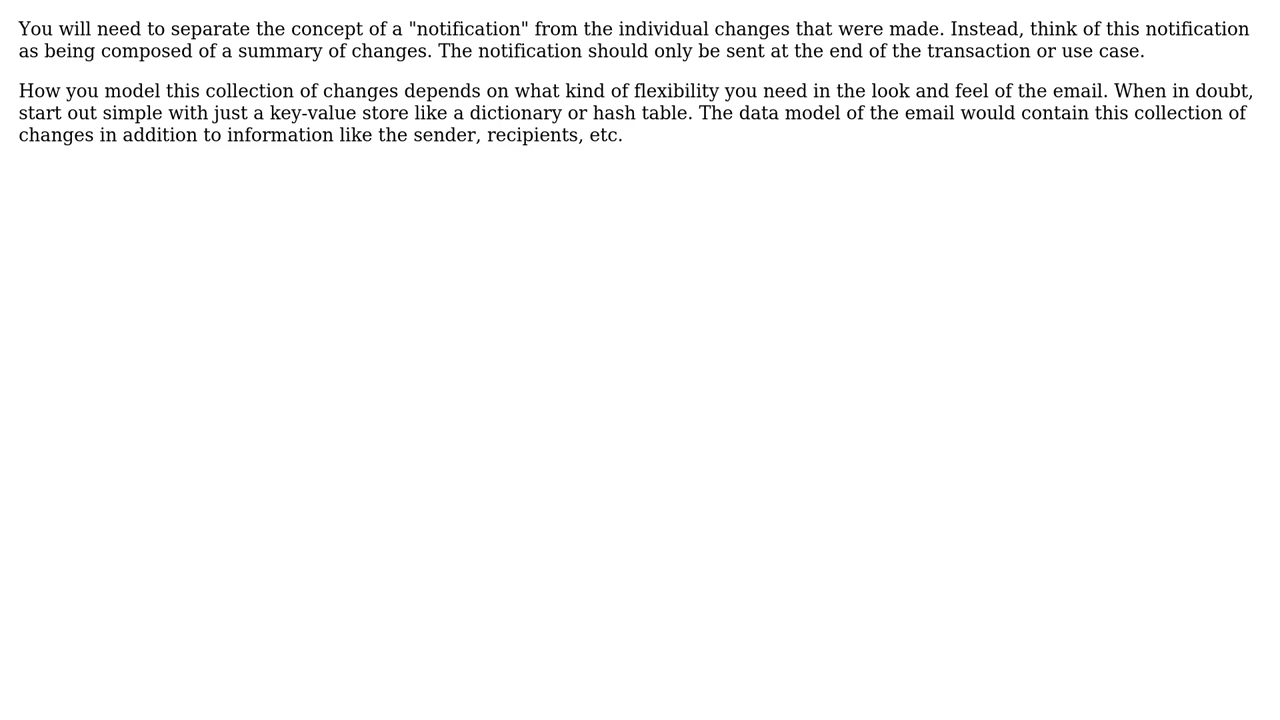 You will need to separate the concept of a "notification" from the individual changes that were made. Instead, think of this notification
as being composed of a summary of changes. The notification should only be sent at the end of the transaction or use case.
How you model this collection of changes depends on what kind of flexibility you need in the look and feel of the email. When in doubt,
start out simple with just a key-value store like a dictionary or hash table. The data model of the email would contain this collection of
changes in addition to information like the sender, recipients, etc.